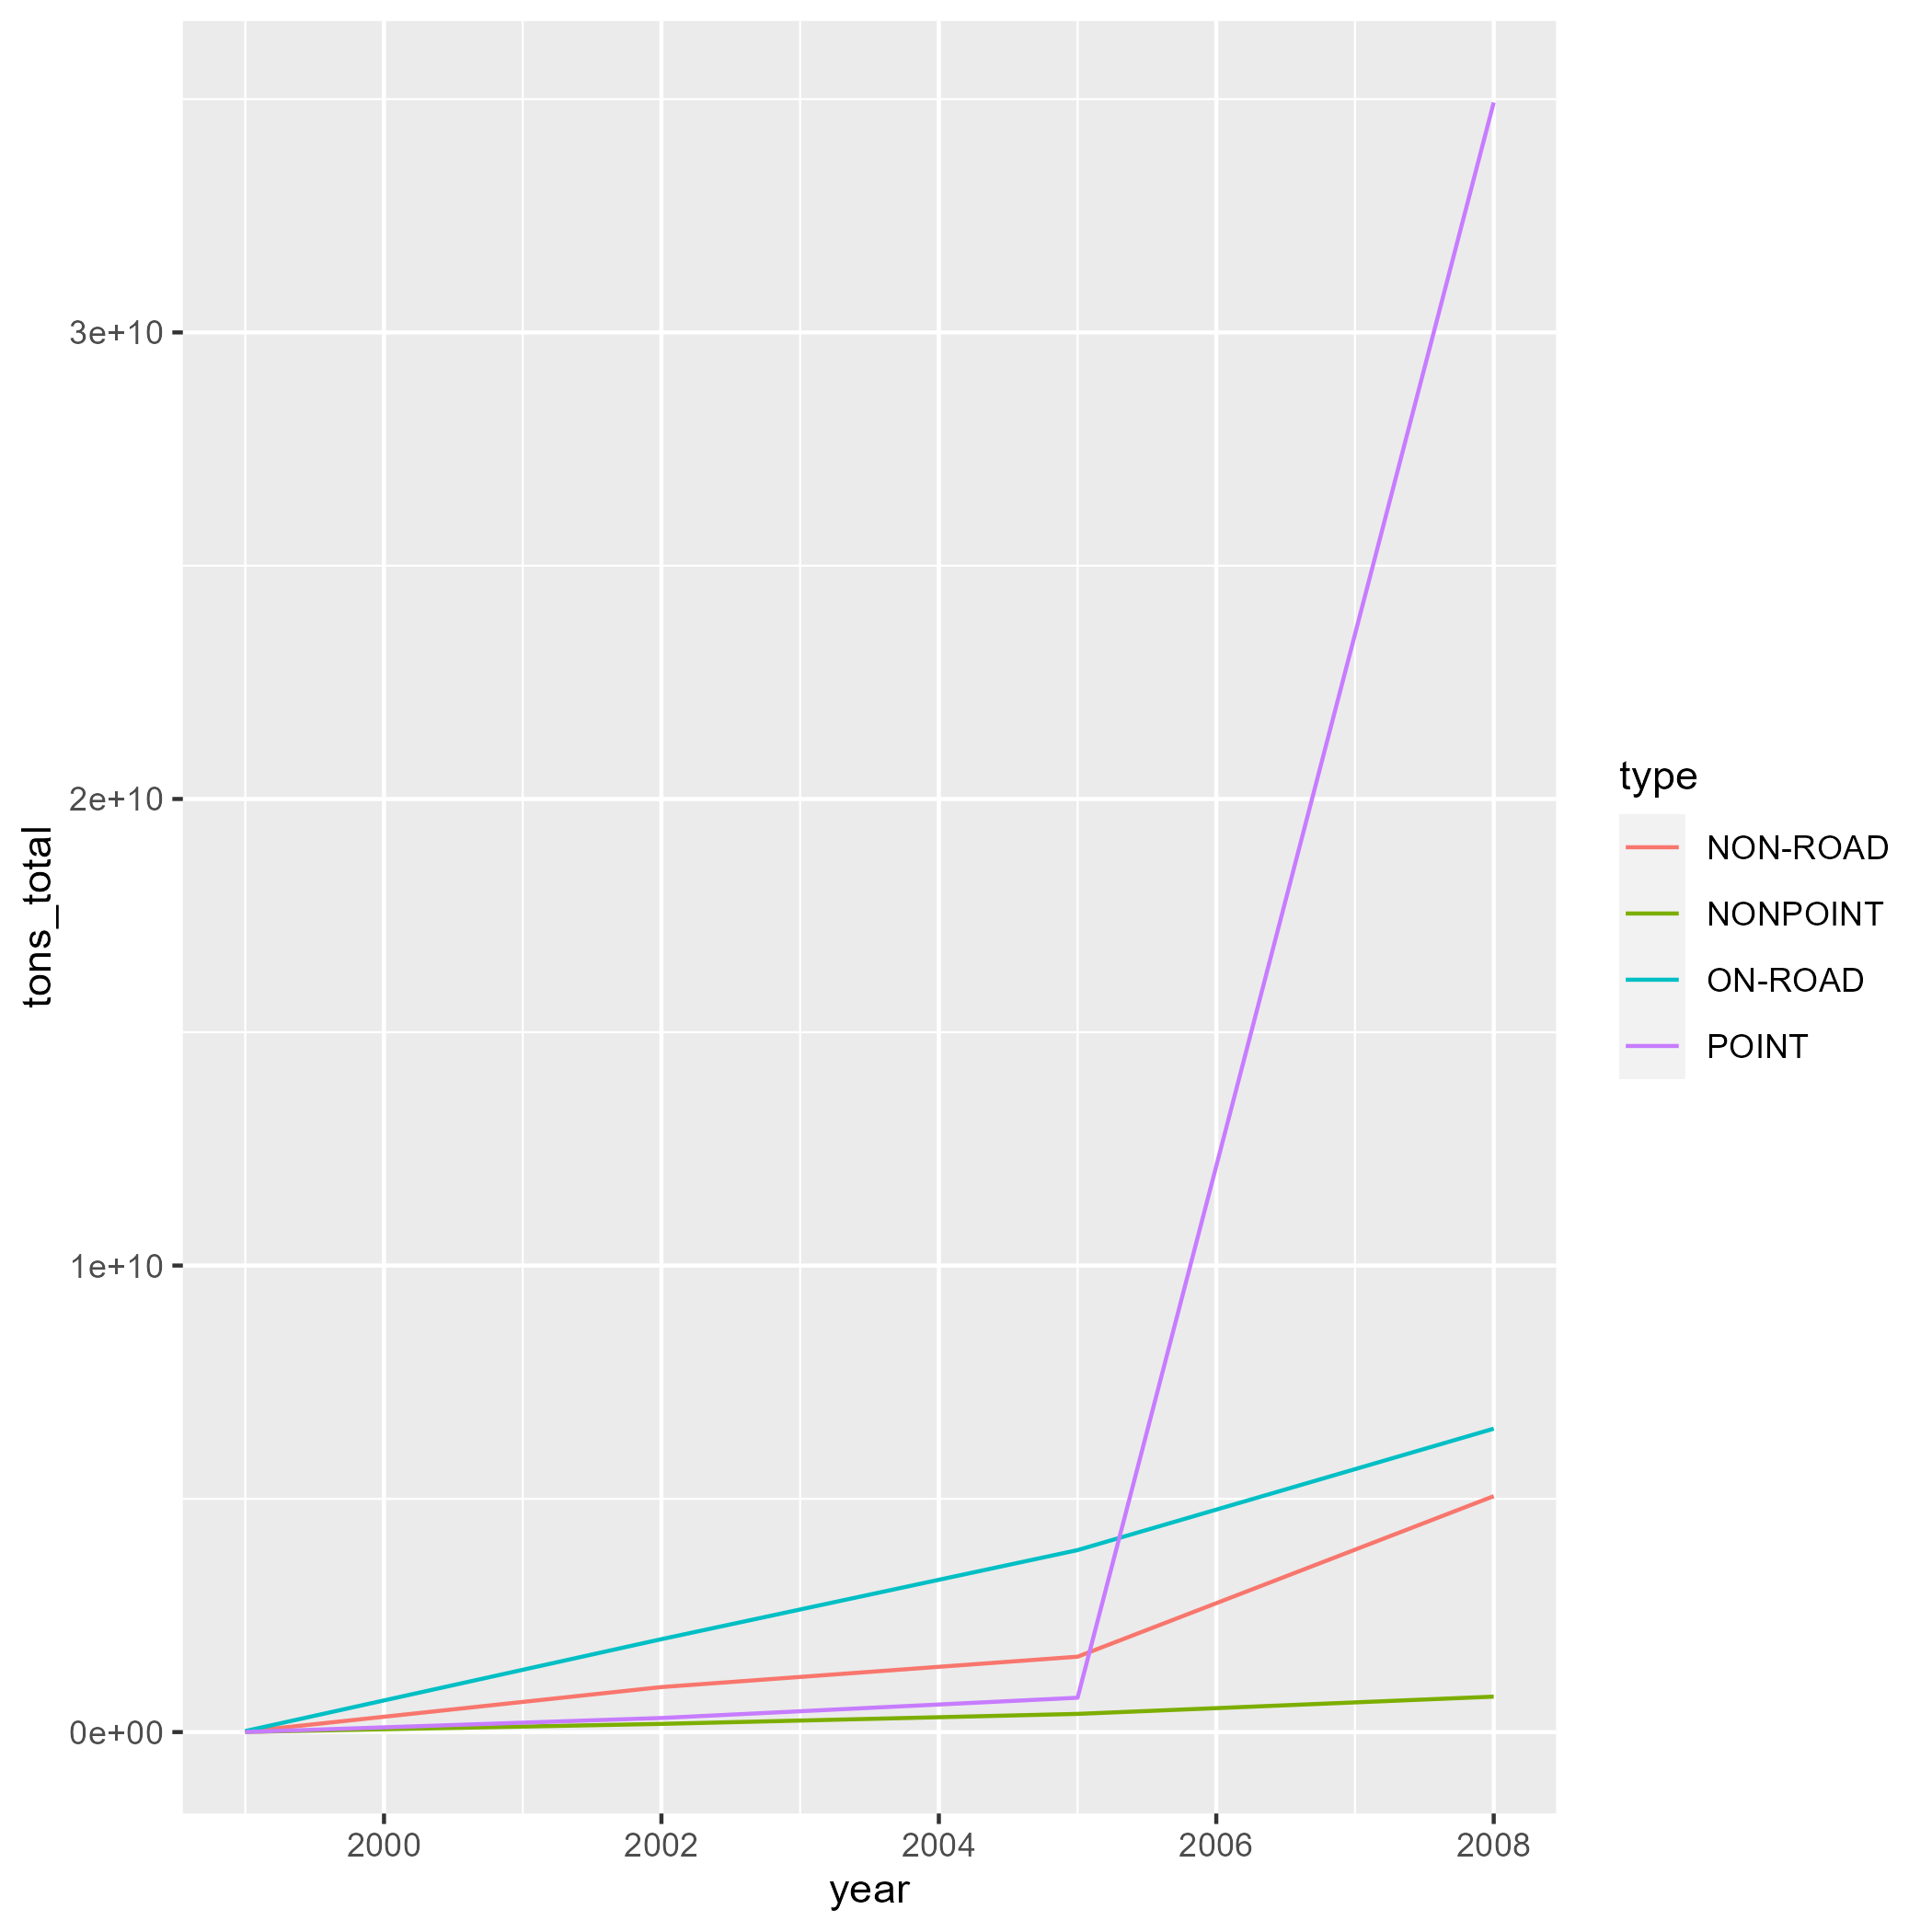 tons_total
3e+10
2e+10
1e+10
0e+00
2000 2002 2004 2006 2008
year
type
NON-ROAD
NONPOINT
ON-ROAD
POINT